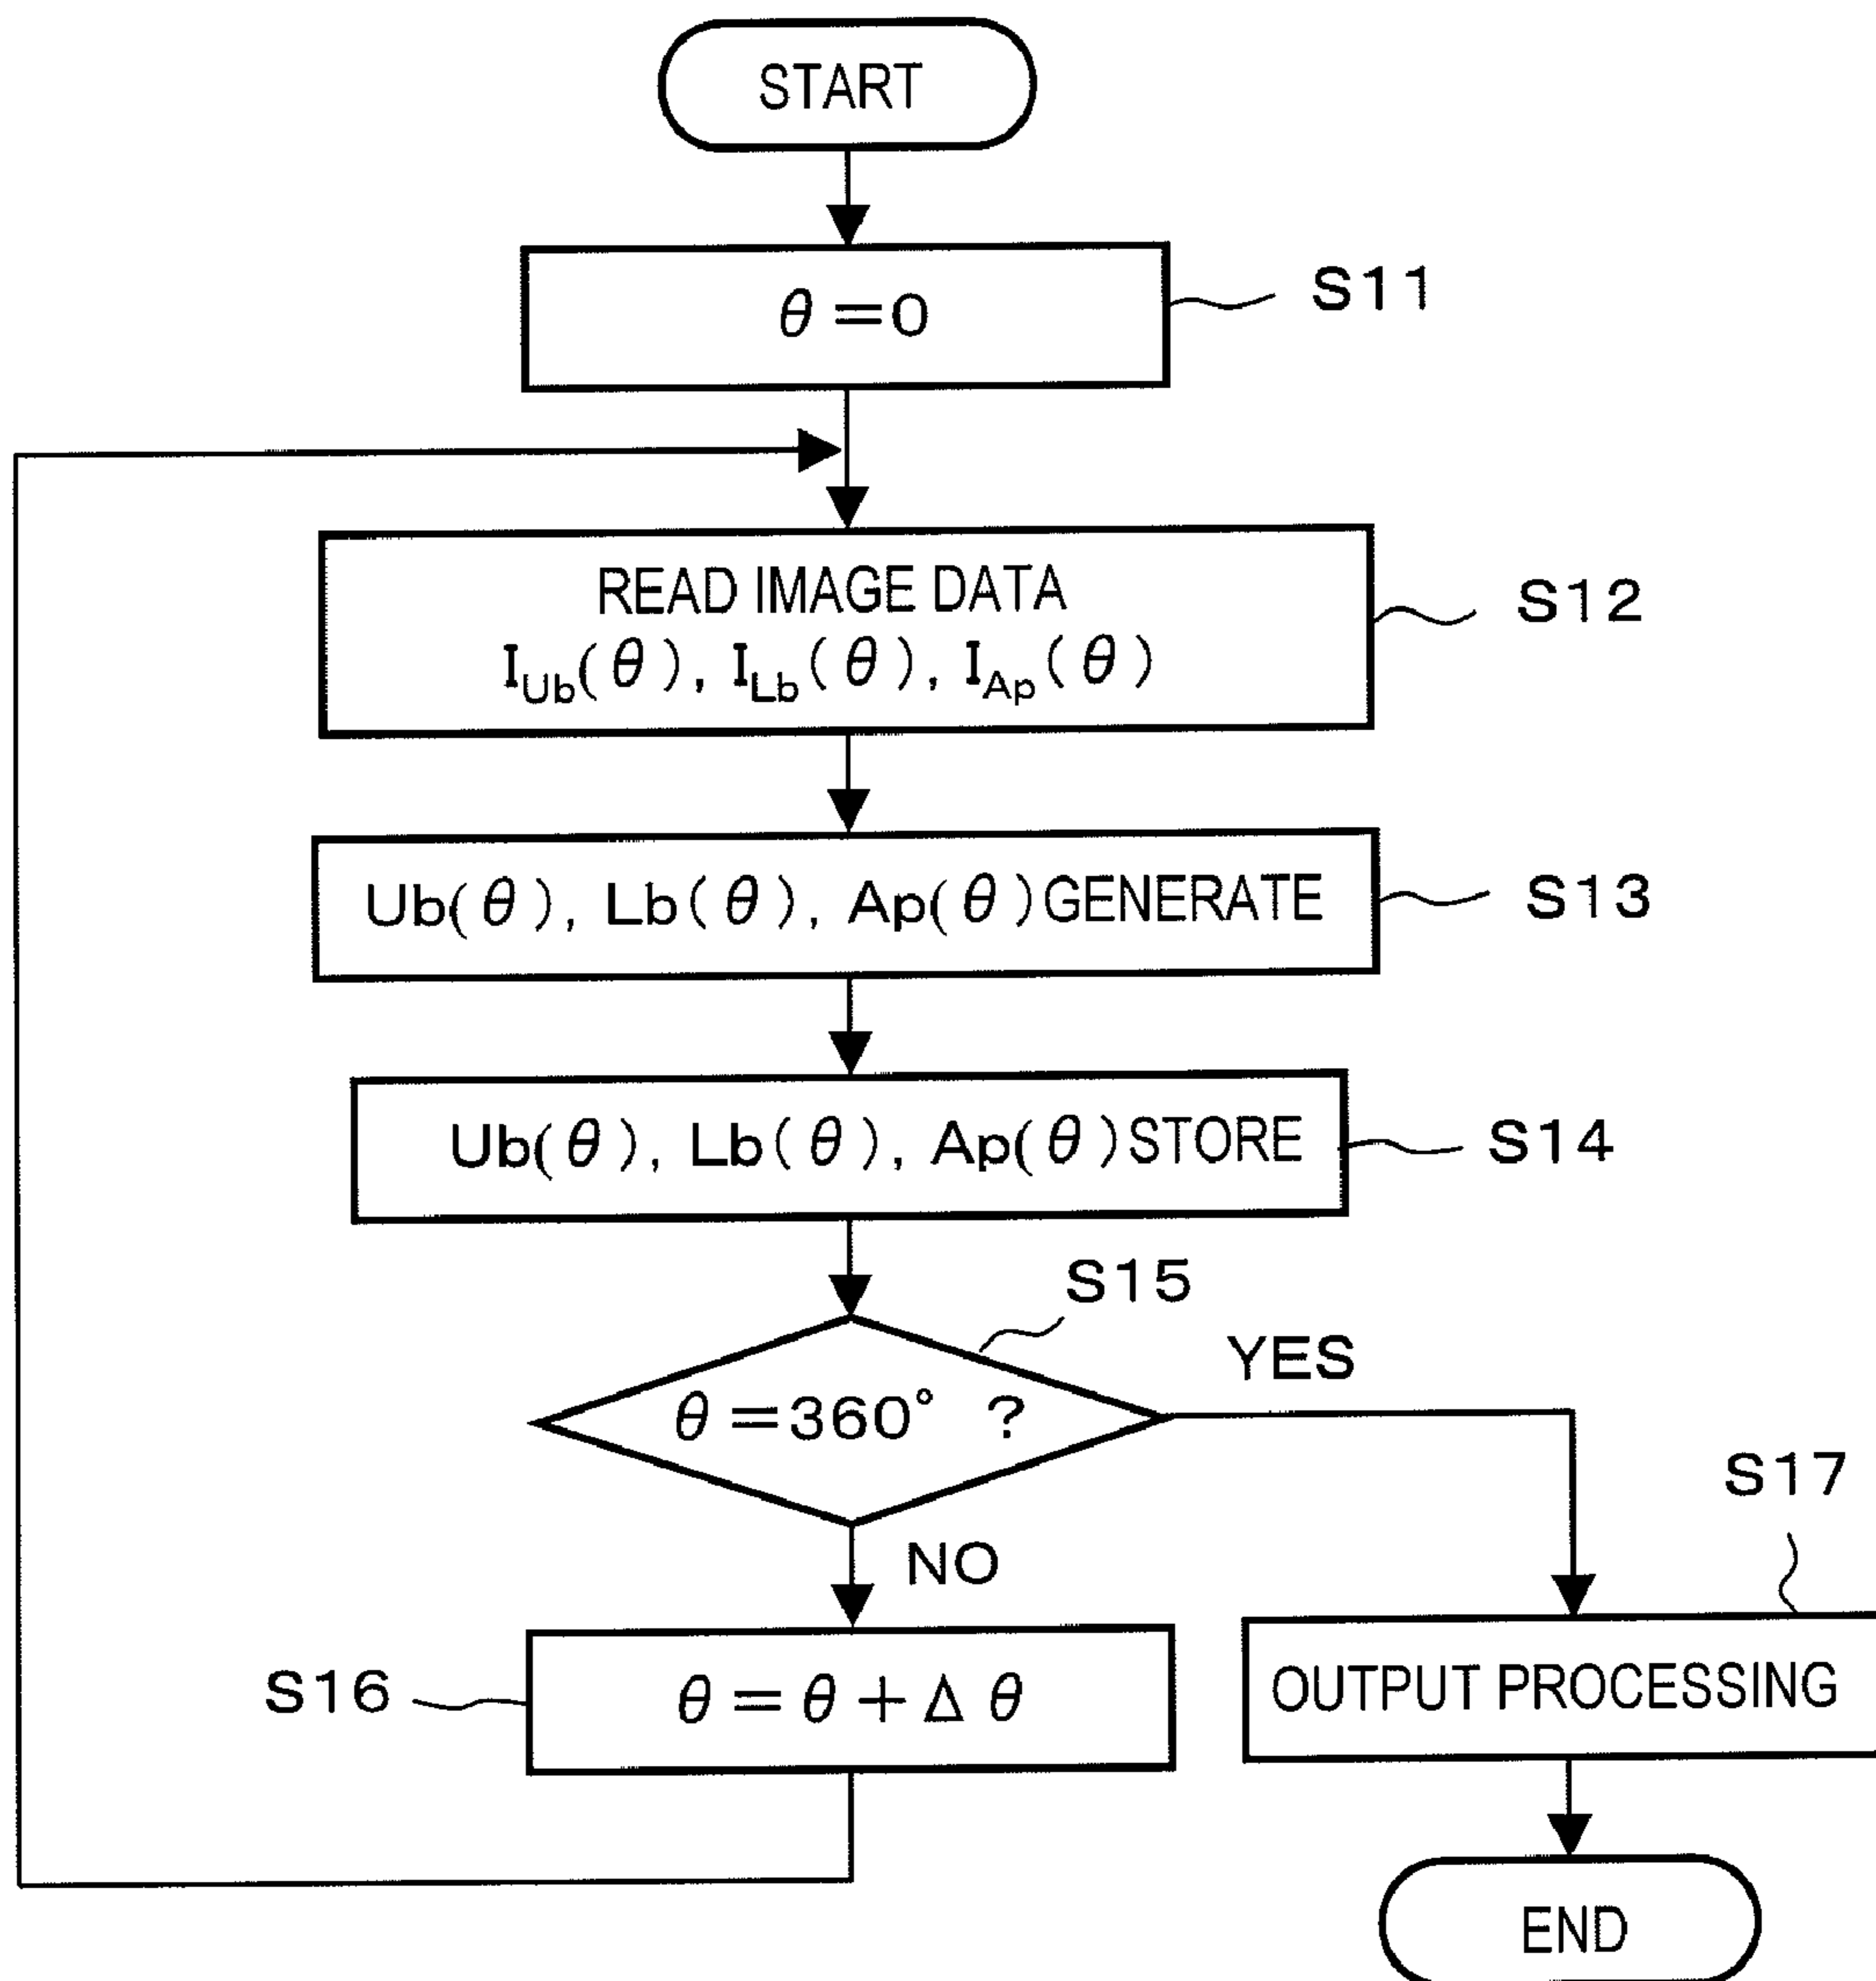 START
θ=0
S11
READ IMAGE DATA
I_Ub(θ), I_Lb(θ), I_Ap(θ)
S12
Ub(θ), Lb(θ), Ap(θ)GENERATE
S13
Ub(θ), Lb(θ), Ap(θ)STORE
S14
S15
θ=360° ?
YES
NO
S17
S16
θ=θ+Δθ
OUTPUT PROCESSING
END